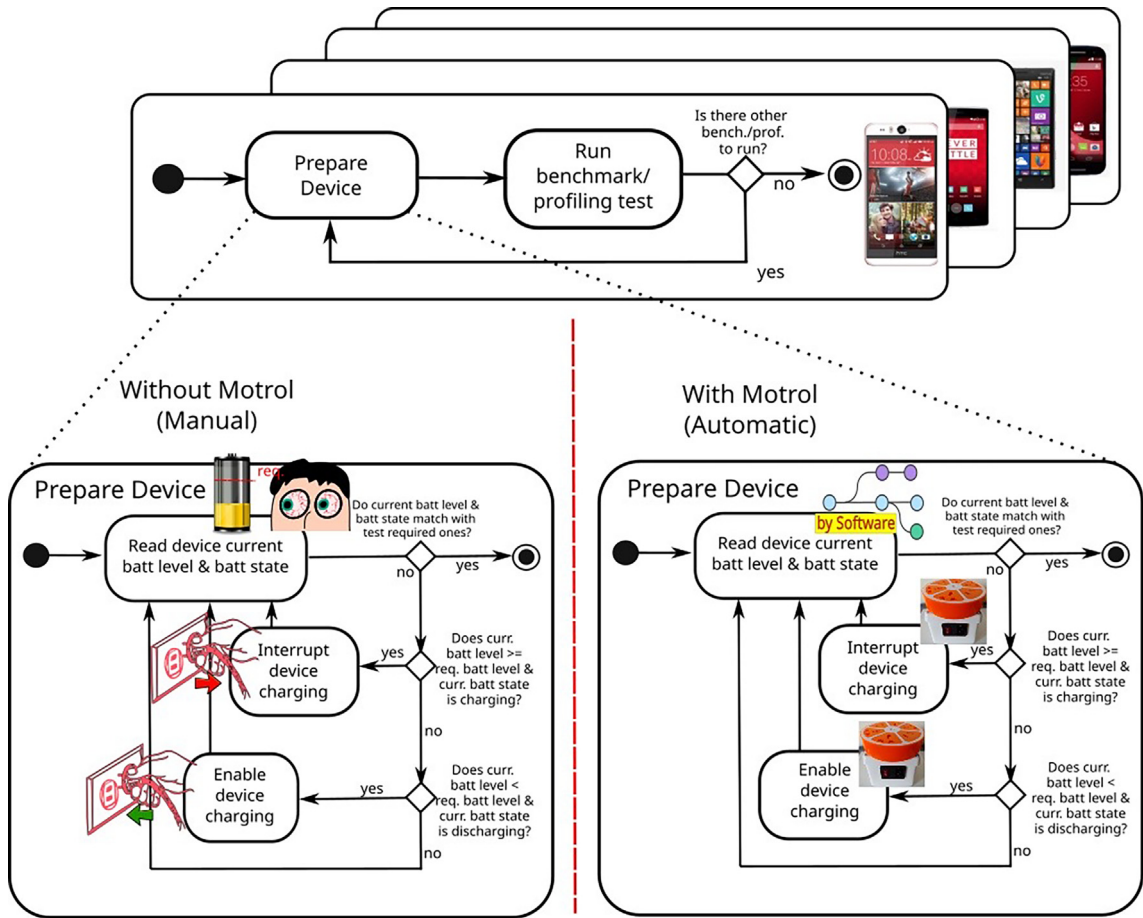 Is there other
bench./prof.
to run?
Prepare
Device
Run
benchmark/
profiling test
no
yes
10:08
35
EVER
TTLE
Without Motrol
(Manual)
With Motrol
(Automatic)
Prepare Device
req.
Do current batt level &
batt state match with
test required ones?
Read device current
batt level & batt state
yes
no
Does curr.
batt level >=
req. batt level &
curr. batt state
is charging?
yes
Interrupt
device
charging
no
Does curr.
batt level <
req. batt level &
curr. batt state
is discharging?
yes
Enable
device
charging
no
Prepare Device
by Software
Do current batt level &
batt state match with
test required ones?
Read device current
batt level & batt state
yes
no
Does curr.
batt level >=
req. batt level &
curr. batt state
is charging?
yes
Interrupt
device
charging
no
Does curr.
batt level <
req. batt level &
curr. batt state
is discharging?
yes
Enable
device
charging
no